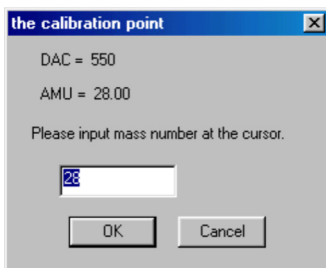 the calibration point
DAC = 550
AMU = 28.00
Please input mass number at the cursor.
28
OK Cancel